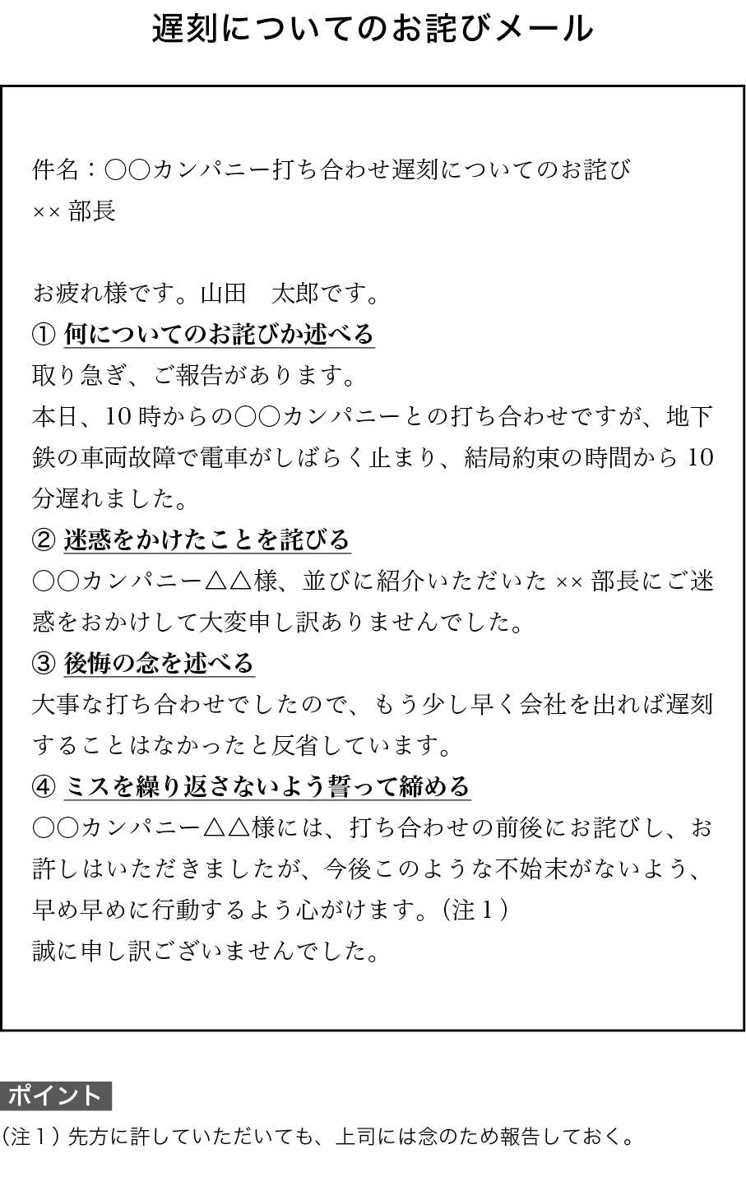 遅刻についてのお詫びメール
件名：〇〇カンパニー打ち合わせ遅刻についてのお詫び
×× 部長
お疲れ様です。山田　太郎です。
① 何についてのお詫びか述べる
取り急ぎ、ご報告があります。
本日、10 時からの〇〇カンパニーとの打ち合わせですが、地下
鉄の車両故障で電車がしばらく止まり、結局約束の時間から 10
分遅れました。
② 迷惑をかけたことを詫びる
〇〇カンパニー△△様、並びに紹介いただいた ×× 部長にご迷
惑をおかけして大変申し訳ありませんでした。
③ 後悔の念を述べる
大事な打ち合わせでしたので、もう少し早く会社を出れば遅刻
することはなかったと反省しています。
④ ミスを繰り返さないよう誓って締める
〇〇カンパニー△△様には、打ち合わせの前後にお詫びし、お
許しはいただきましたが、今後このような不始末がないよう、
早め早めに行動するよう心がけます。（注 1 ）
誠に申し訳ございませんでした。
ポイント
（注 1 ）先方に許していただいても、上司には念のため報告しておく。